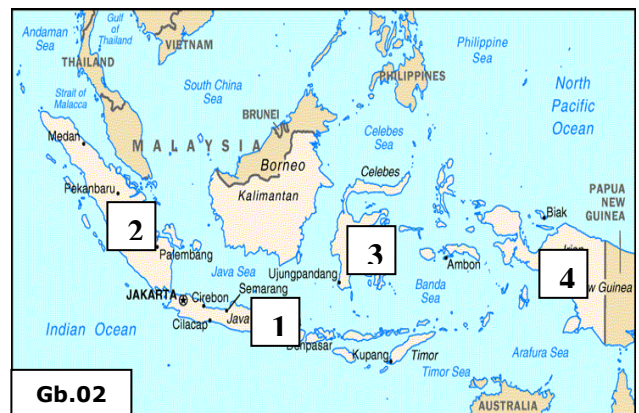 Andaman
Sea
Gulf
of
Thailand
VIETNAM
THAILAND
Philippine
Sea
PHILIPPINES
South China
Sea
Strait of
Malacca
North
Pacific
Ocean
BRUNEI
Celebes
Sea
Medan
MALAYSIA
Borneo
Celebes
Kalimantan
PAPUA
NEW
GUINEA
Pekanbaru
Biak
2
3
4
Palembang
Java Sea
Ujungpandang
Ambon
New Guinea
Banda
Sea
JAKARTA
Cirebon
Semarang
Java
1
Cilacap
Denpasar
Kupang
Timor
Indian Ocean
Arafura Sea
Timor Sea
Gb.02
AUSTRALIA